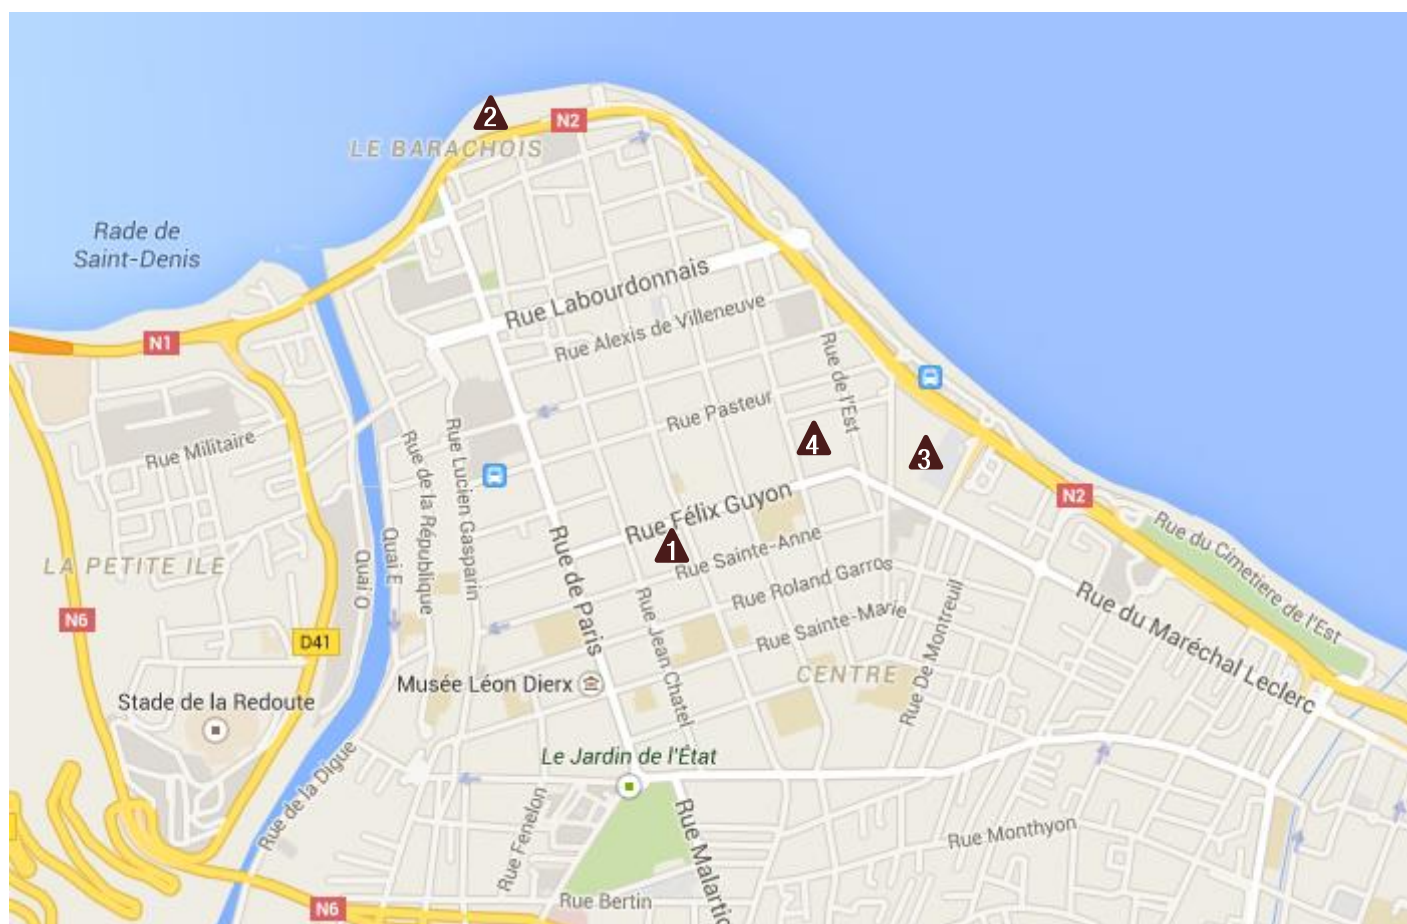 2
N2
LE BARACHOIS
Rade de
Saint-Denis
Rue Labourdonnais
Rue Alexis de Villeneuve
N1
Rue de l'Est
Rue Pasteur
Rue Militaire
Rue de la République
Rue Lucien Gasparin
4
3
N2
Rue Félix Guyon
1
Rue Sainte-Anne
Rue du Cimetière de l'Est
LA PETITE ILE
Quai O
Quai E
Rue de Paris
Rue Jean Chatel
Rue Roland Garros
Rue Sainte-Marie
Rue De Montreuil
Rue du Maréchal Leclerc
N6
D41
CENTRE
Musée Léon Dierx
Stade de la Redoute
Le Jardin de l'État
Rue de la Digue
Rue Fenelon
Rue Malartic
Rue Monthyon
Rue Bertin
N6